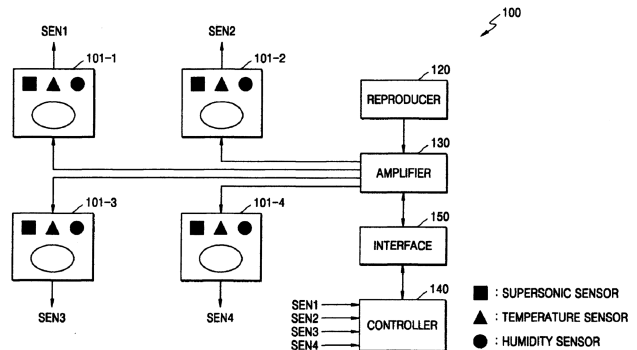 100
SEN1
SEN2
101-1
101-2
120
REPRODUCER
130
AMPLIFIER
101-3
101-4
150
INTERFACE
140
SEN3
SEN4
SEN1
SEN2
SEN3
SEN4
CONTROLLER
: SUPERSONIC SENSOR
: TEMPERATURE SENSOR
: HUMIDITY SENSOR